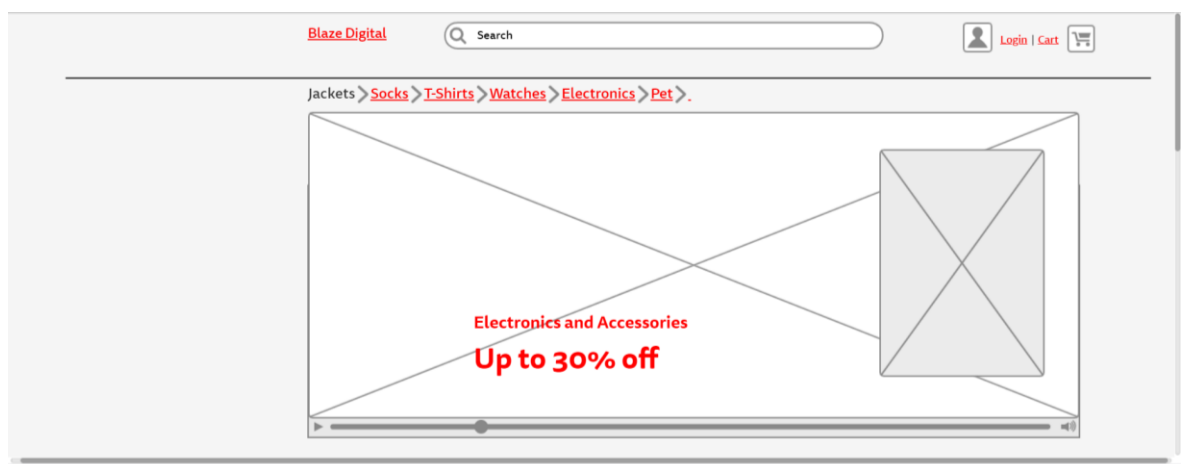 Blaze Digital
Search
Login | Cart
Jackets > Socks > T-Shirts > Watches > Electronics > Pet > .
Electronics and Accessories
Up to 30% off